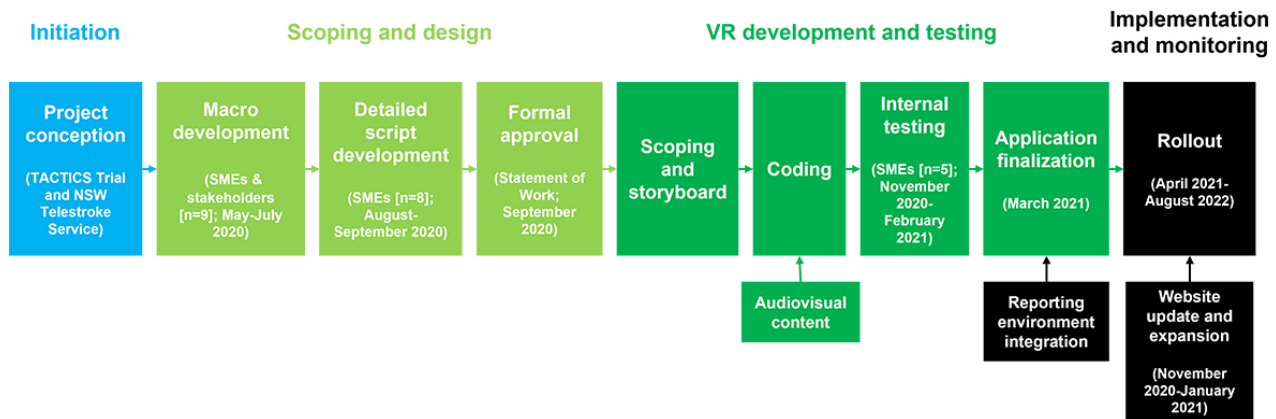 Initiation
Scoping and design
VR development and testing
Implementation
and monitoring
Project
conception
(TACTICS Trial
and NSW
Telestroke
Service)
Macro
development
(SMEs &
stakeholders
[n=9]; May-July
2020)
Detailed
script
development
(SMEs [n=8];
August-
September 2020)
Formal
approval
(Statement of
Work;
September
2020)
Scoping
and
storyboard
Coding
Internal
testing
(SMEs [n=5];
November
2020-
February
2021)
Application
finalization
(March 2021)
Rollout
(April 2021-
August 2022)
Audiovisual
content
Reporting
environment
integration
Website
update and
expansion
(November
2020-January
2021)